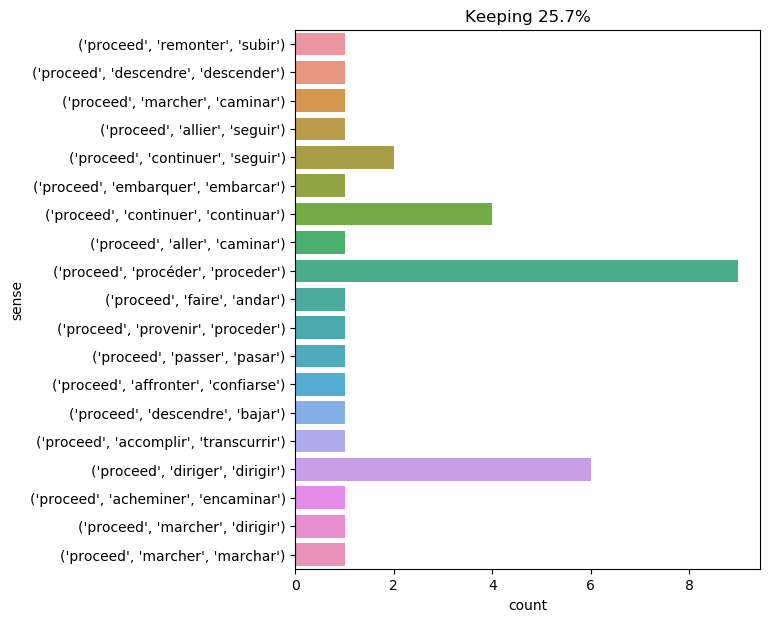 Keeping 25.7%
('proceed', 'remonter', 'subir')
('proceed', 'descendre', 'descender')
('proceed', 'marcher', 'caminar')
('proceed', 'allier', 'seguir')
('proceed', 'continuer', 'seguir')
('proceed', 'embarquer', 'embarcar')
('proceed', 'continuer', 'continuar')
('proceed', 'aller', 'caminar')
('proceed', 'procéder', 'proceder')
('proceed', 'faire', 'andar')
('proceed', 'provenir', 'proceder')
('proceed', 'passer', 'pasar')
('proceed', 'affronter', 'confiarse')
('proceed', 'descendre', 'bajar')
('proceed', 'accomplir', 'transcurrir')
('proceed', 'diriger', 'dirigir')
('proceed', 'acheminer', 'encaminar')
('proceed', 'marcher', 'dirigir')
('proceed', 'marcher', 'marchar')
sense
0 2 4 6 8
count